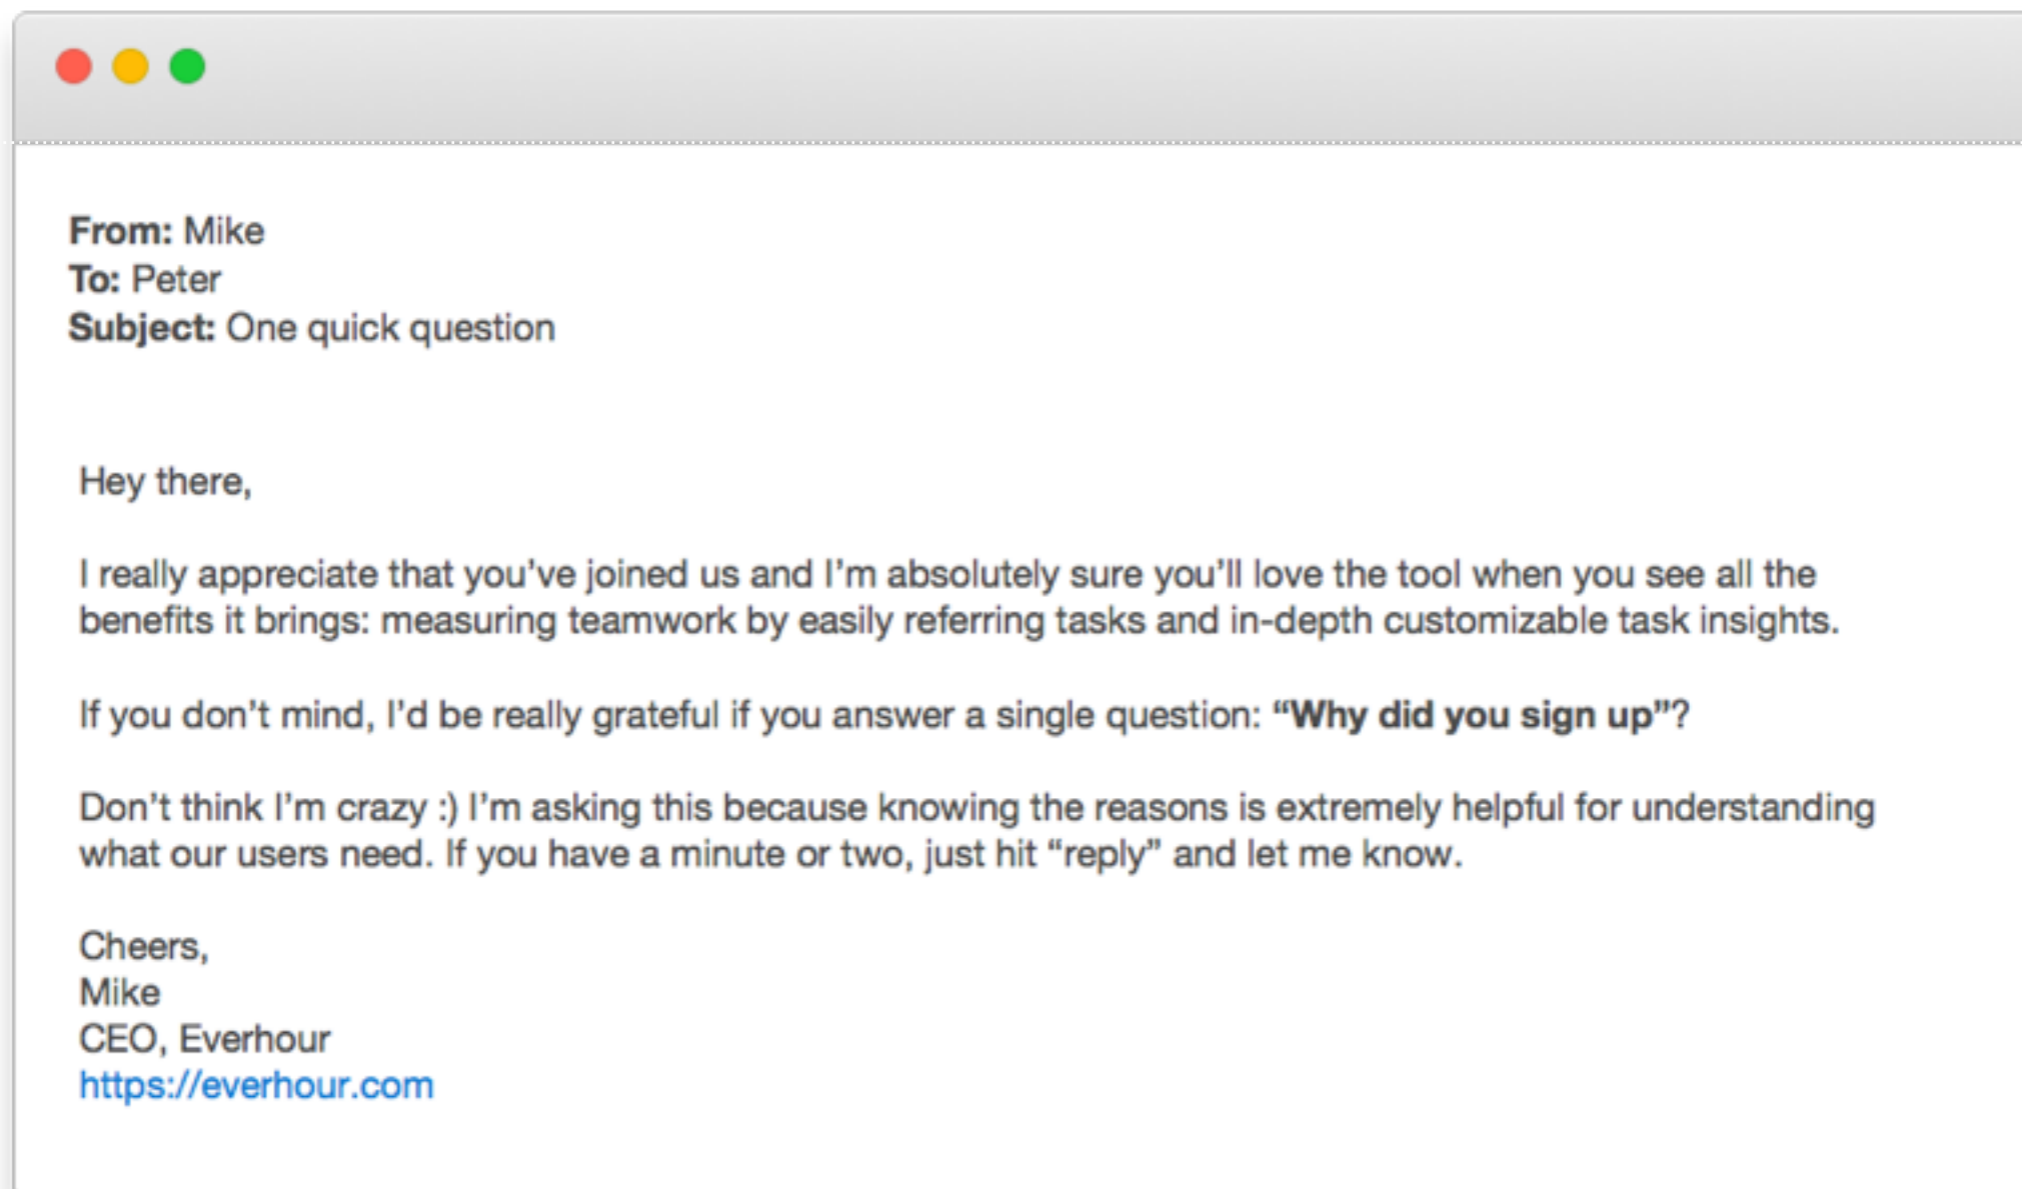 From: Mike
To: Peter
Subject: One quick question
Hey there,
I really appreciate that you’ve joined us and I’m absolutely sure you’ll love the tool when you see all the
benefits it brings: measuring teamwork by easily referring tasks and in-depth customizable task insights.
If you don’t mind, I’d be really grateful if you answer a single question: “Why did you sign up”?
Don’t think I’m crazy :) I’m asking this because knowing the reasons is extremely helpful for understanding
what our users need. If you have a minute or two, just hit “reply” and let me know.
Cheers,
Mike
CEO, Everhour
https://everhour.com